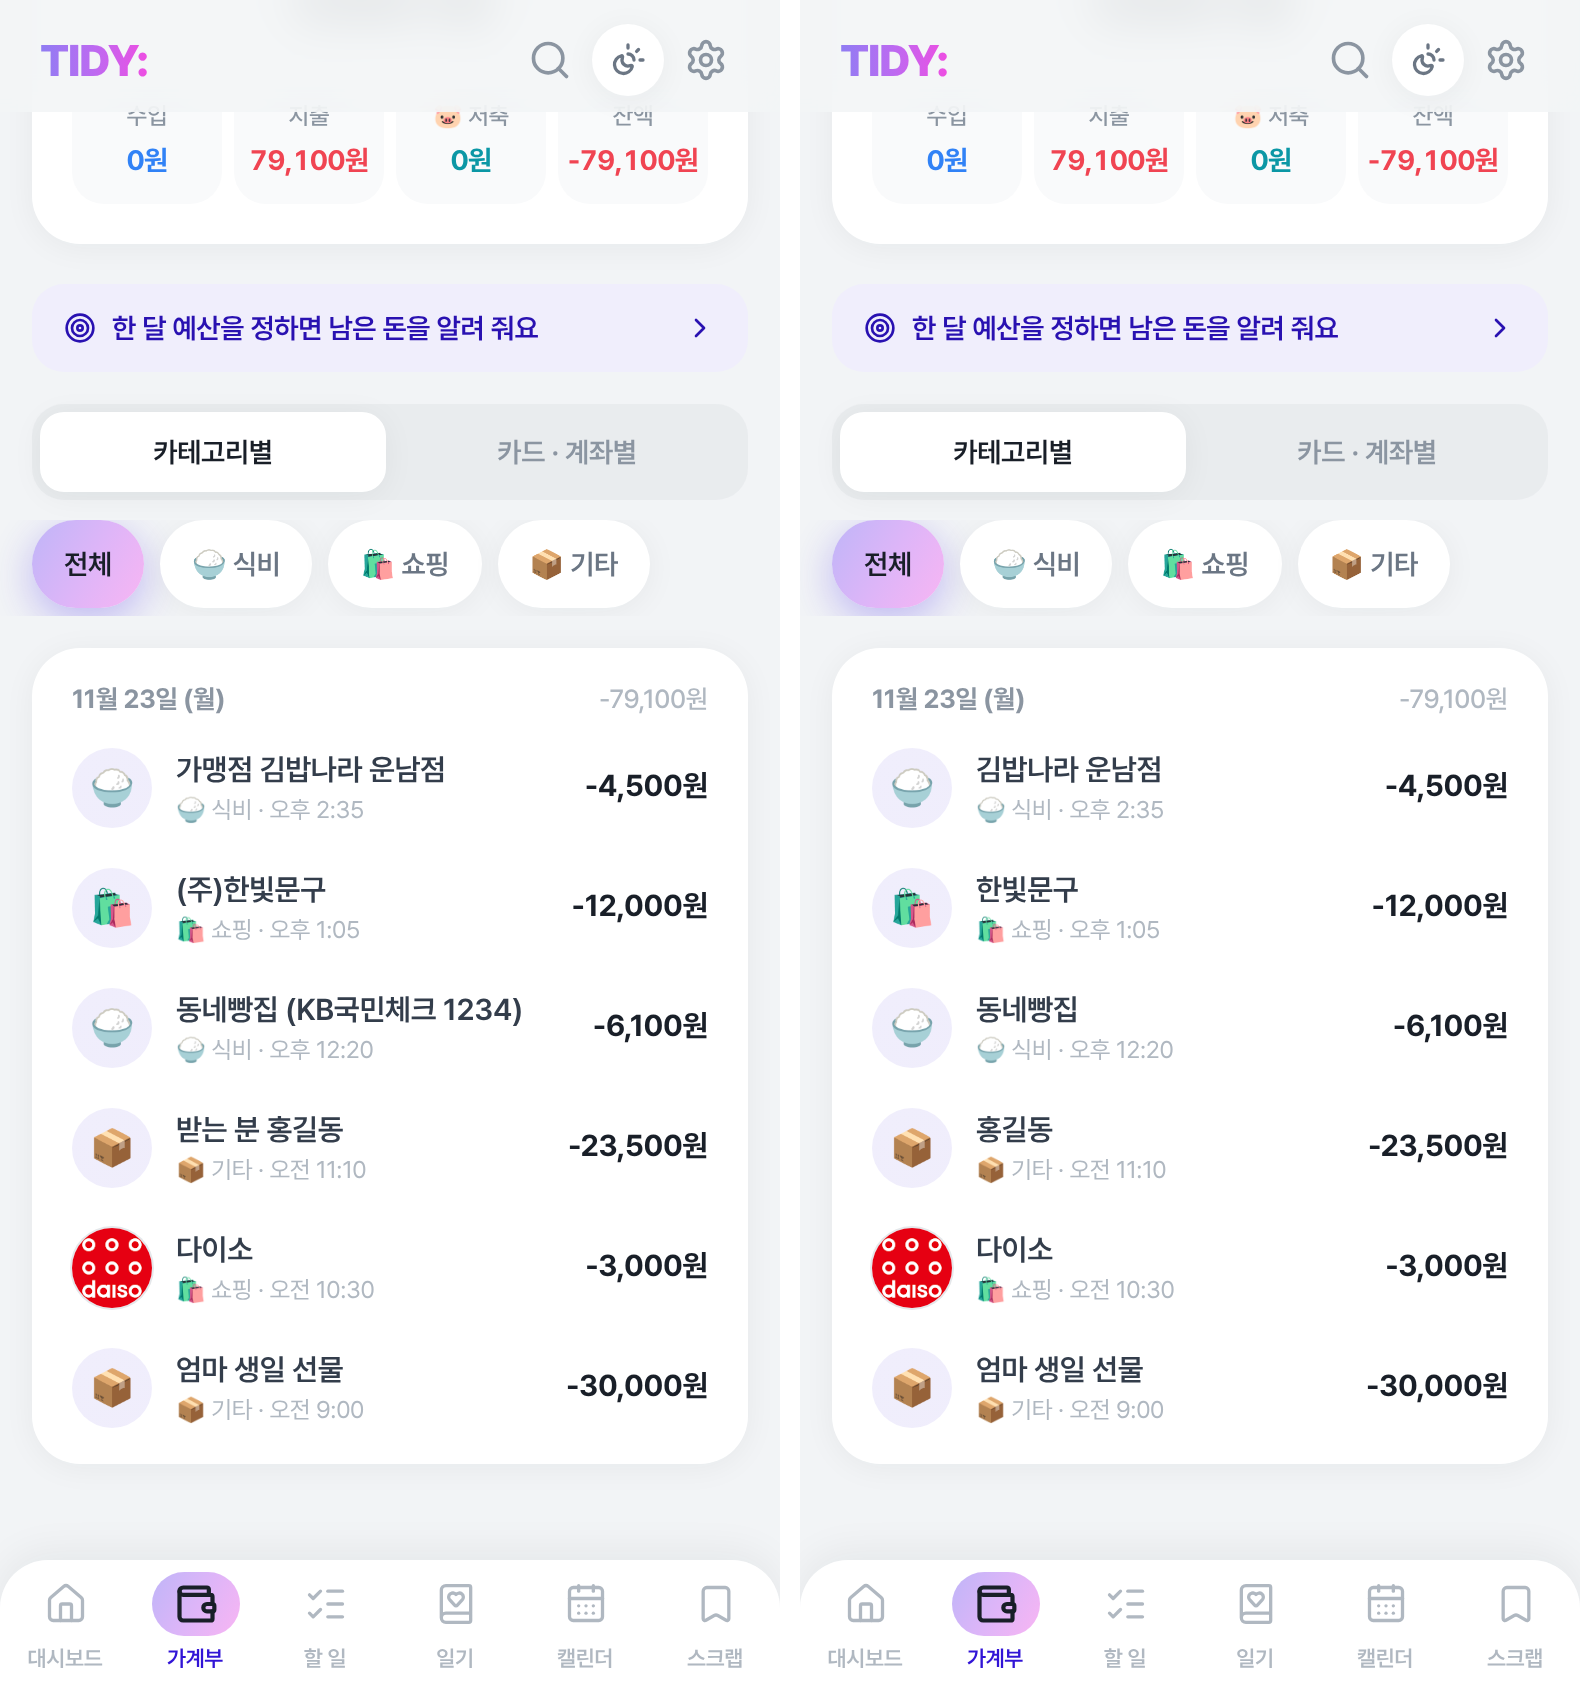 TIDY:
수입 지출 저축 잔액
0원 79,100원 0원 -79,100원
한 달 예산을 정하면 남은 돈을 알려 줘요
카테고리별 카드 · 계좌별
전체 식비 쇼핑 기타
11월 23일 (월) -79,100원
가맹점 김밥나라 운남점
-4,500원
식비 · 오후 2:35
(주)한빛문구
-12,000원
쇼핑 · 오후 1:05
동네빵집 (KB국민체크 1234)
-6,100원
식비 · 오후 12:20
받는 분 홍길동
-23,500원
기타 · 오전 11:10
다이소
-3,000원
daiso
쇼핑 · 오전 10:30
엄마 생일 선물
-30,000원
기타 · 오전 9:00
대시보드 가계부 할 일 일기 캘린더 스크랩
TIDY:
수입 지출 저축 잔액
0원 79,100원 0원 -79,100원
한 달 예산을 정하면 남은 돈을 알려 줘요
카테고리별 카드 · 계좌별
전체 식비 쇼핑 기타
11월 23일 (월) -79,100원
김밥나라 운남점
-4,500원
식비 · 오후 2:35
한빛문구
-12,000원
쇼핑 · 오후 1:05
동네빵집
-6,100원
식비 · 오후 12:20
홍길동
-23,500원
기타 · 오전 11:10
다이소
-3,000원
daiso
쇼핑 · 오전 10:30
엄마 생일 선물
-30,000원
기타 · 오전 9:00
대시보드 가계부 할 일 일기 캘린더 스크랩